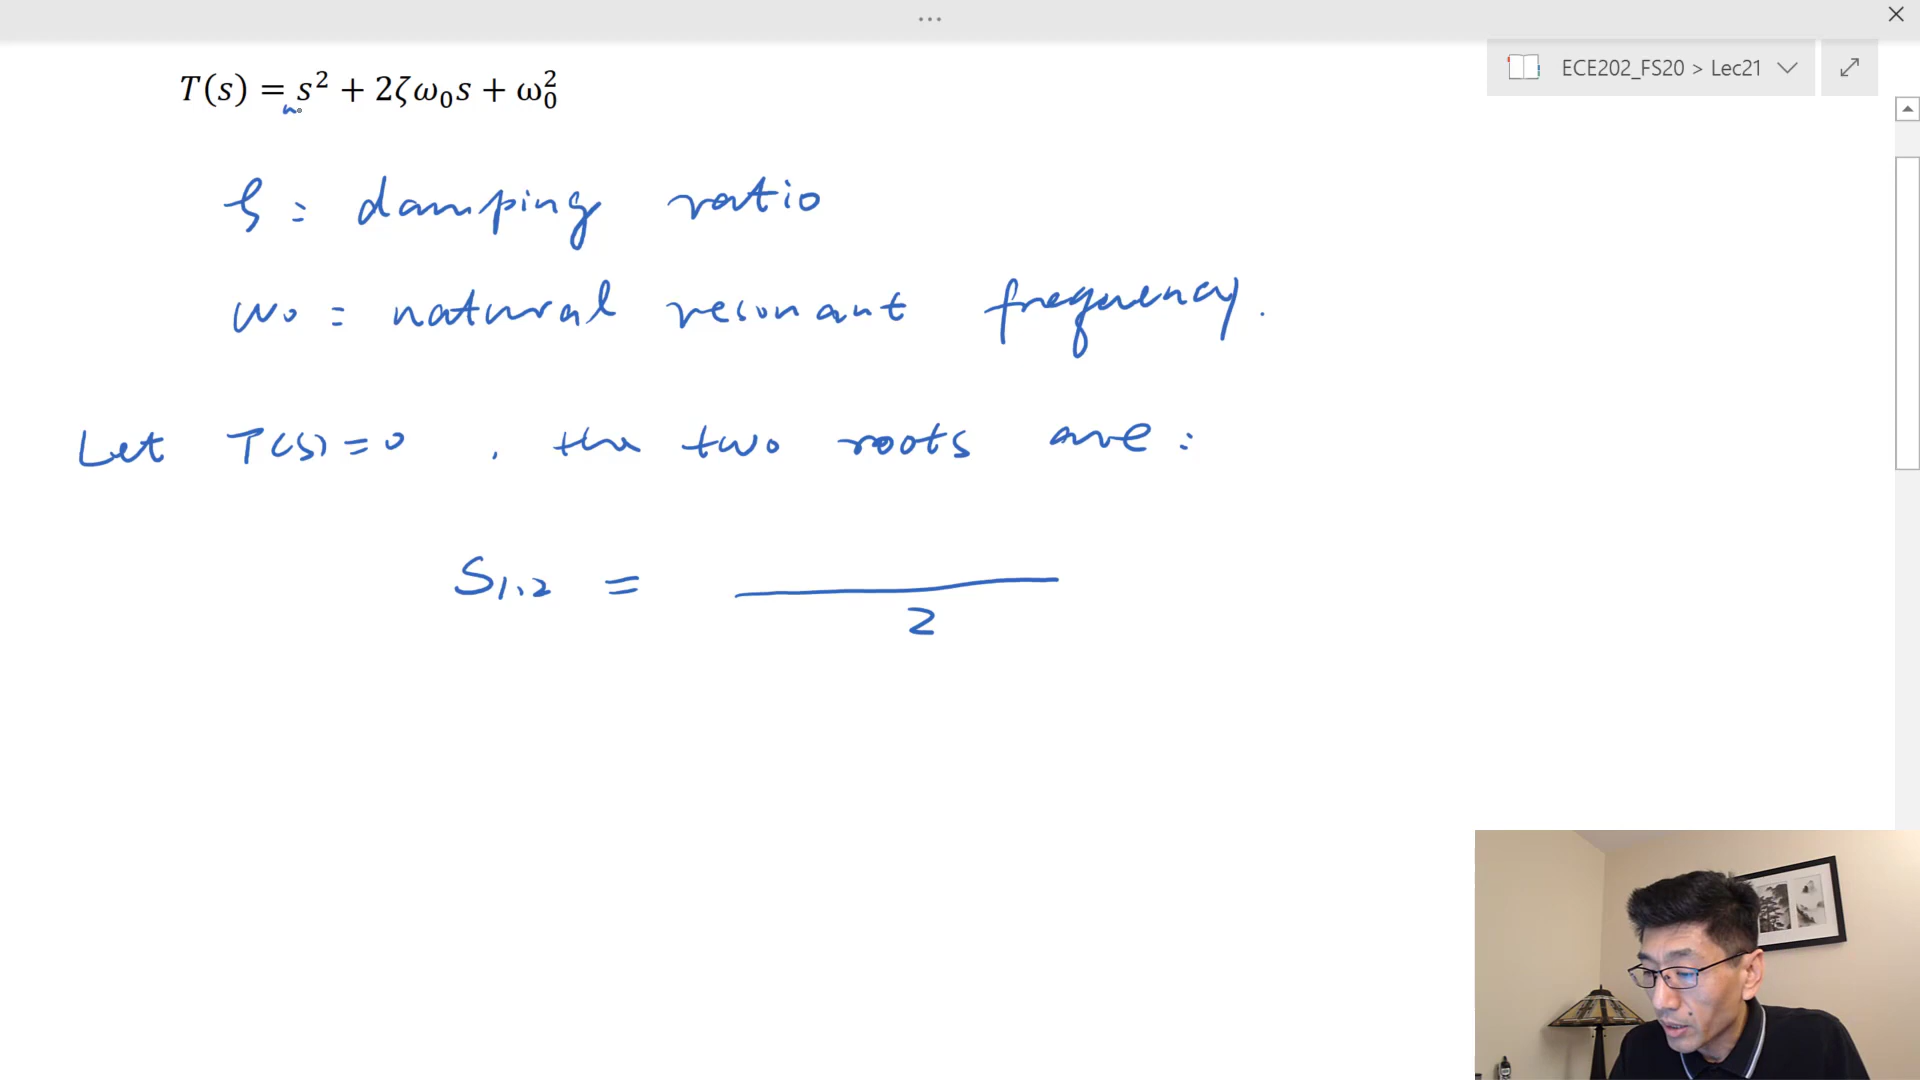 ECE202_FS20 > Lec21
T(s) = s² + 2ζω₀s + ω₀²
ζ : damping ratio
ω₀ : natural resonant frequency.
Let T(s) = 0 , the two roots are :
S₁,₂ = ___ / 2